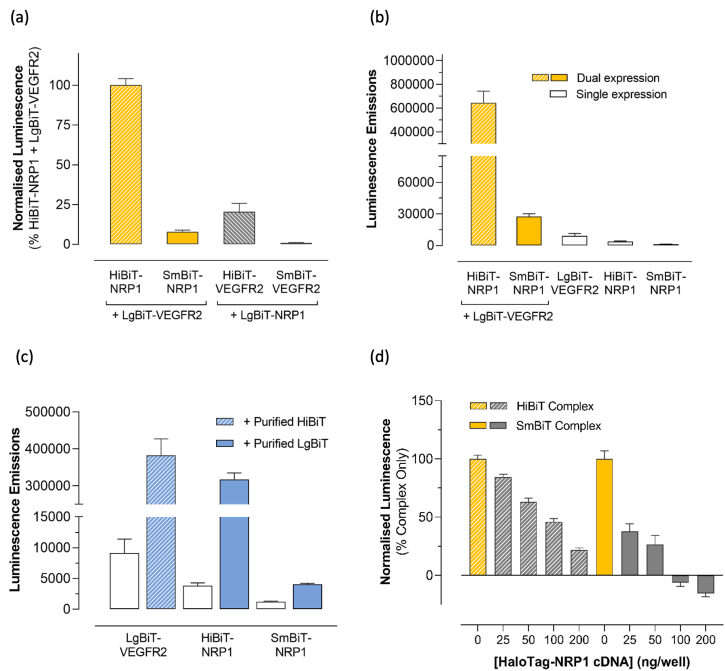 (a)
Normalised Luminescence
(% HiBiT-NRP1 + LgBiT-VEGFR2)
100
75
50
25
0
HiBiT-
NRP1
SmBiT-
NRP1
HiBiT-
VEGFR2
SmBiT-
VEGFR2
+ LgBiT-VEGFR2
+ LgBiT-NRP1
(b)
Luminescence Emissions
1000000
800000
600000
400000
60000
30000
0
Dual expression
Single expression
HiBiT-
NRP1
SmBiT-
NRP1
LgBiT-
VEGFR2
HiBiT-
NRP1
SmBiT-
NRP1
+ LgBiT-VEGFR2
(c)
Luminescence Emissions
500000
400000
300000
15000
10000
5000
0
+ Purified HiBiT
+ Purified LgBiT
LgBiT-
VEGFR2
HiBiT-
NRP1
SmBiT-
NRP1
(d)
Normalised Luminescence
(% Complex Only)
150
100
50
0
HiBiT Complex
SmBiT Complex
0 25 50 100 200 0 25 50 100 200
[HaloTag-NRP1 cDNA] (ng/well)